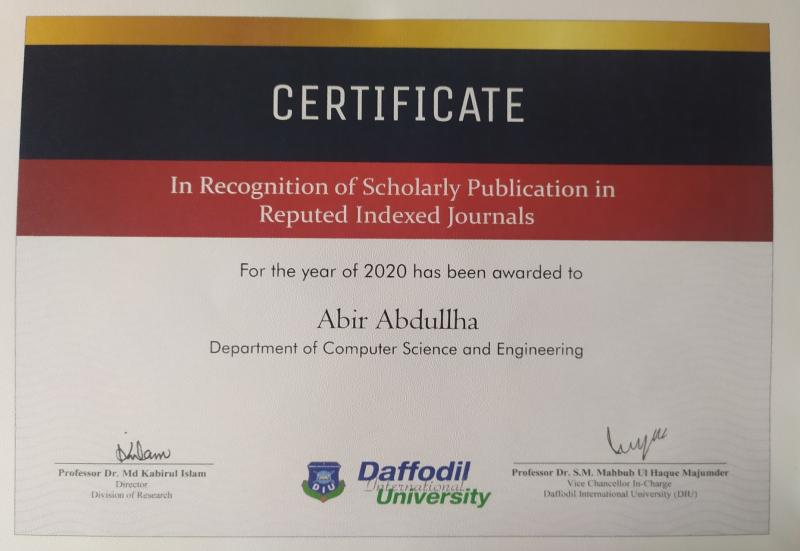 CERTIFICATE
In Recognition of Scholarly Publication in
Reputed Indexed Journals
For the year of 2020 has been awarded to
Abir Abdullha
Department of Computer Science and Engineering
Professor Dr. Md Kabirul Islam
Director
Division of Research
DIU
Daffodil
International
University
Professor Dr. S.M. Mahbub Ul Haque Majumder
Vice Chancellor In-Charge
Daffodil International University (DIU)